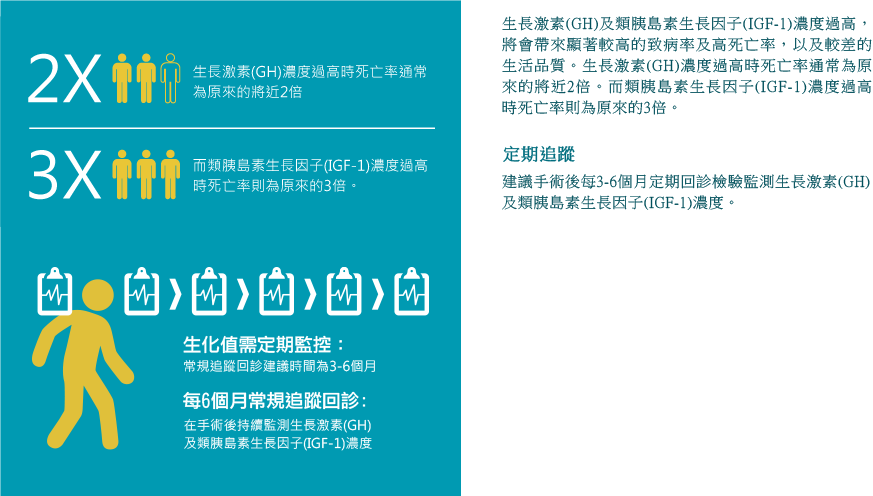 2X
生長激素(GH)濃度過高時死亡率通常
為原來的將近2倍
3X
而類胰島素生長因子(IGF-1)濃度過高
時死亡率則為原來的3倍。
生化值需定期監控：
常規追蹤回診建議時間為3-6個月
每6個月常規追蹤回診:
在手術後持續監測生長激素(GH)
及類胰島素生長因子(IGF-1)濃度
生長激素(GH)及類胰島素生長因子(IGF-1)濃度過高，
將會帶來顯著較高的致病率及高死亡率，以及較差的
生活品質。生長激素(GH)濃度過高時死亡率通常為原
來的將近2倍。而類胰島素生長因子(IGF-1)濃度過高
時死亡率則為原來的3倍。
定期追蹤
建議手術後每3-6個月定期回診檢驗監測生長激素(GH)
及類胰島素生長因子(IGF-1)濃度。